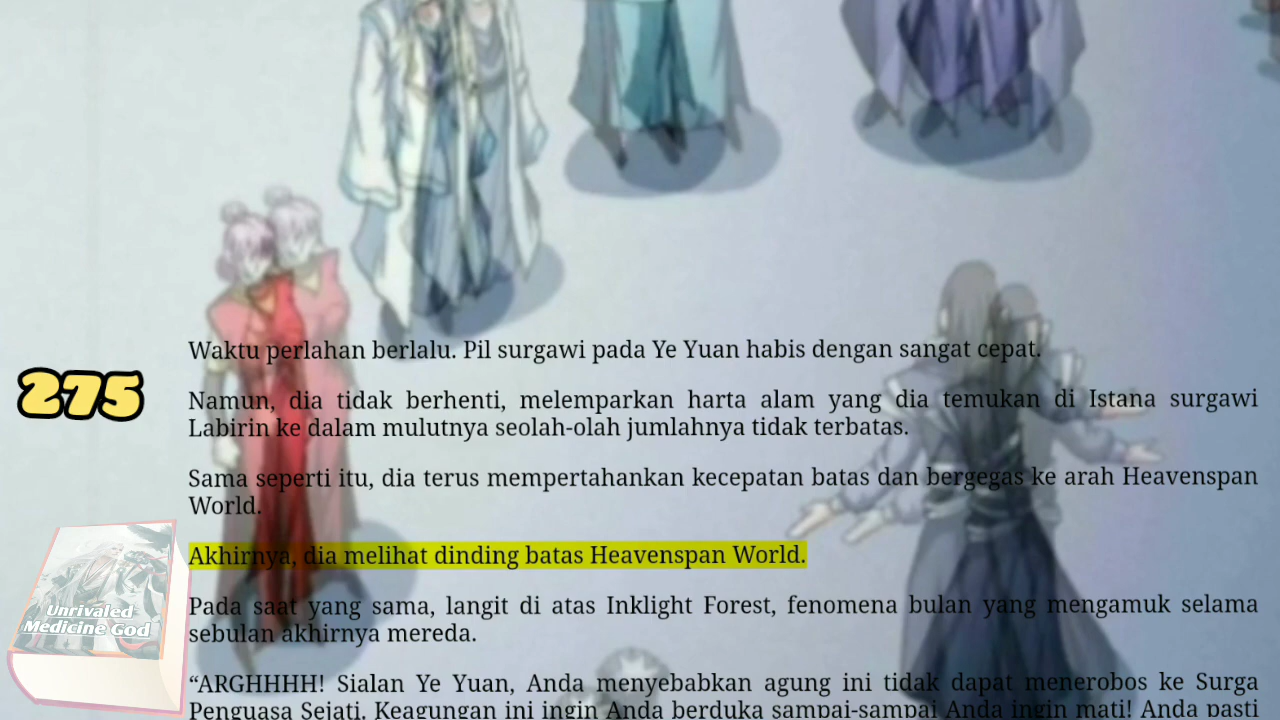 Waktu perlahan berlalu. Pil surgawi pada Ye Yuan habis dengan sangat cepat.
Namun, dia tidak berhenti, melemparkan harta alam yang dia temukan di Istana surgawi
Labirin ke dalam mulutnya seolah-olah jumlahnya tidak terbatas.
Sama seperti itu, dia terus mempertahankan kecepatan batas dan bergegas ke arah Heavenspan
World.
Akhirnya, dia melihat dinding batas Heavenspan World.
Pada saat yang sama, langit di atas Inklight Forest, fenomena bulan yang mengamuk selama
sebulan akhirnya mereda.
“ARGHHHH! Sialan Ye Yuan, Anda menyebabkan agung ini tidak dapat menerobos ke Surga
Penguasa Sejati. Keagungan ini ingin Anda berduka sampai-sampai Anda ingin mati! Anda pasti
275
Unrivaled
Medicine God